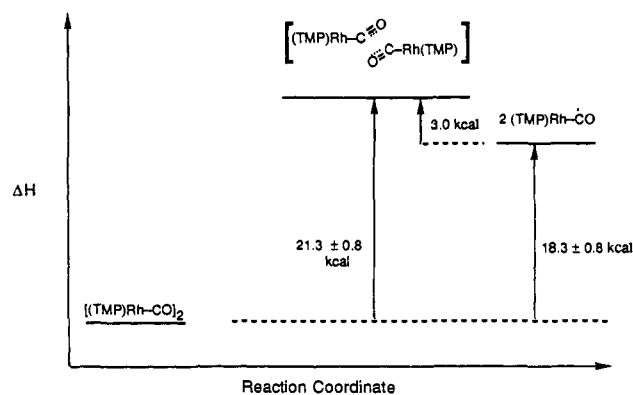 (TMP)Rh–C≡O
O≡C–Rh(TMP)
2 (TMP)Rh–ĊO
3.0 kcal
ΔH
21.3 ± 0.8
kcal
18.3 ± 0.8 kcal
[(TMP)Rh–CO]₂
Reaction Coordinate